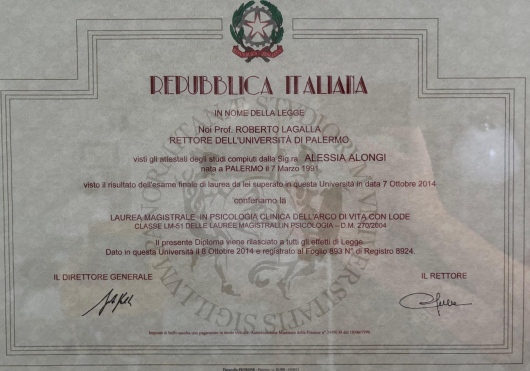 REPUBBLICA ITALIANA
IN NOME DELLA LEGGE
Noi Prof. ROBERTO LAGALLA
RETTORE DELL'UNIVERSITÀ DI PALERMO
visti gli attestati degli studi compiuti dalla Sig.ra ALESSIA ALONGI
nata a PALERMO il 7 Marzo 1991
visto il risultato dell'esame finale di laurea da lei superato in questa Università in data 7 Ottobre 2014
conferiamo la
LAUREA MAGISTRALE IN PSICOLOGIA CLINICA DELL'ARCO DI VITA CON LODE
CLASSE LM-51 DELLE LAUREE MAGISTRALI IN PSICOLOGIA - D.M. 270/2004
Il presente Diploma viene rilasciato a tutti gli effetti di Legge.
Dato in questa Università il 8 Ottobre 2014 e registrato al Foglio 893 N° di Registro 8924.
IL DIRETTORE GENERALE IL RETTORE